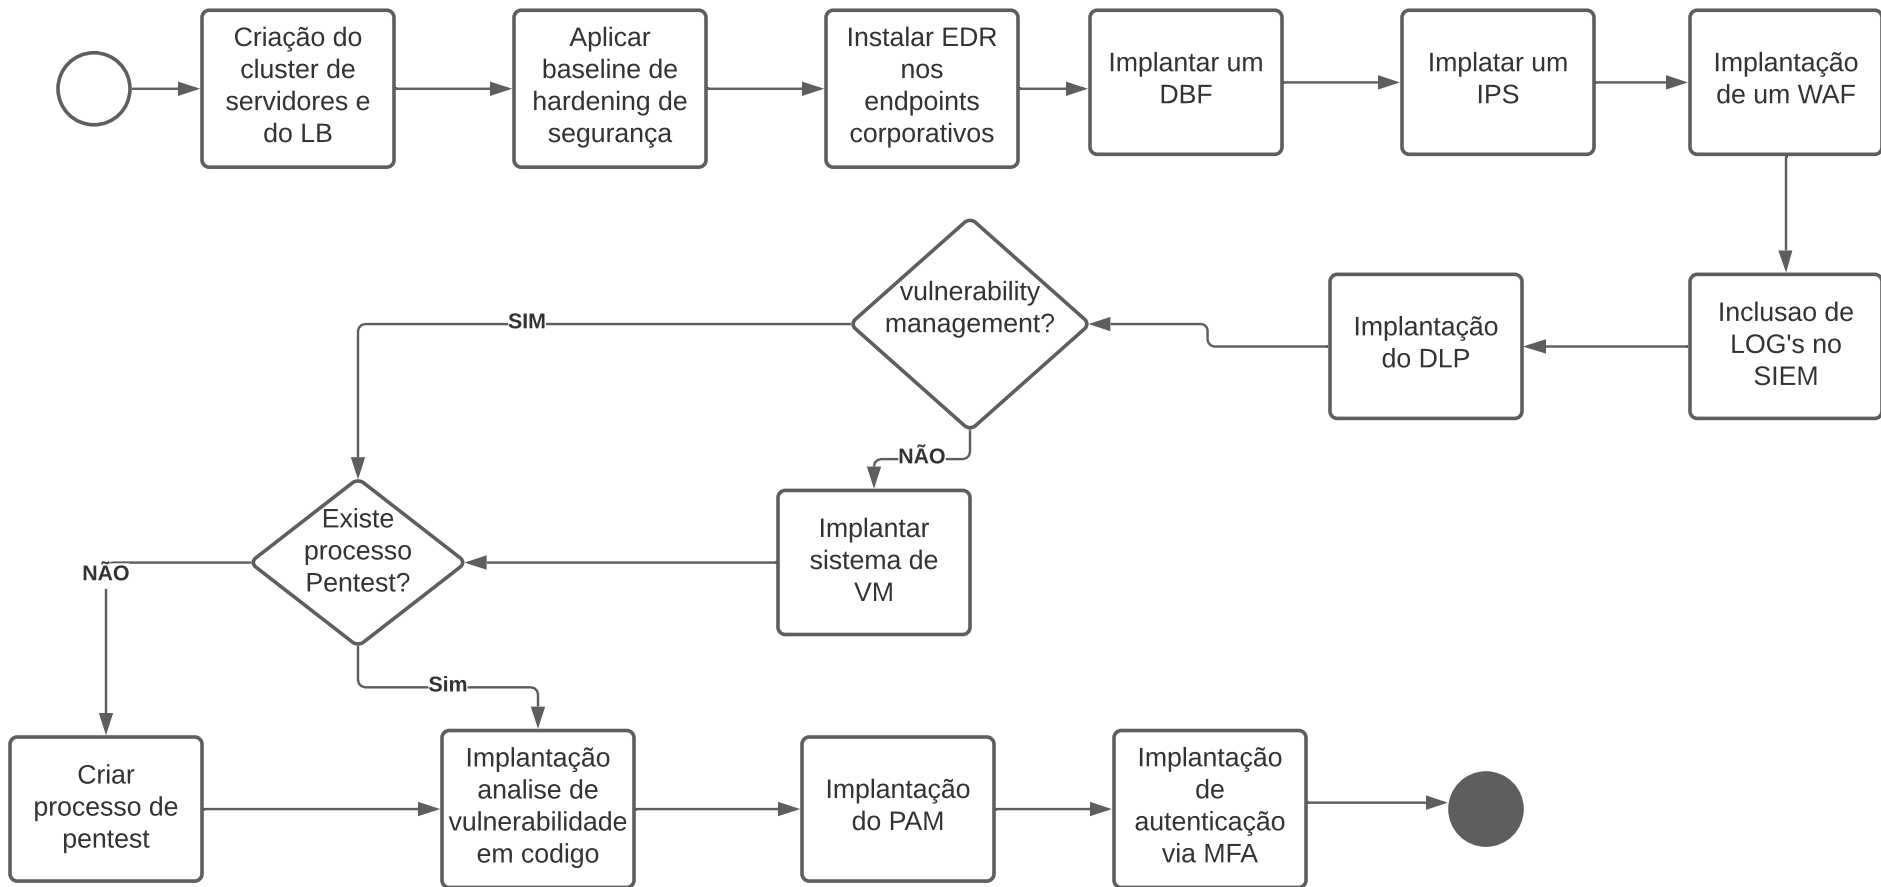 Criação do
cluster de
servidores e
do LB
Aplicar
baseline de
hardening de
segurança
Instalar EDR
nos
endpoints
corporativos
Implantar um
DBF
Implatar um
IPS
Implantação
de um WAF
Inclusao de
LOG's no
SIEM
Implantação
do DLP
vulnerability
management?
SIM
NÃO
Implantar
sistema de
VM
Existe
processo
Pentest?
NÃO
Sim
Criar
processo de
pentest
Implantação
analise de
vulnerabilidade
em codigo
Implantação
do PAM
Implantação
de
autenticação
via MFA